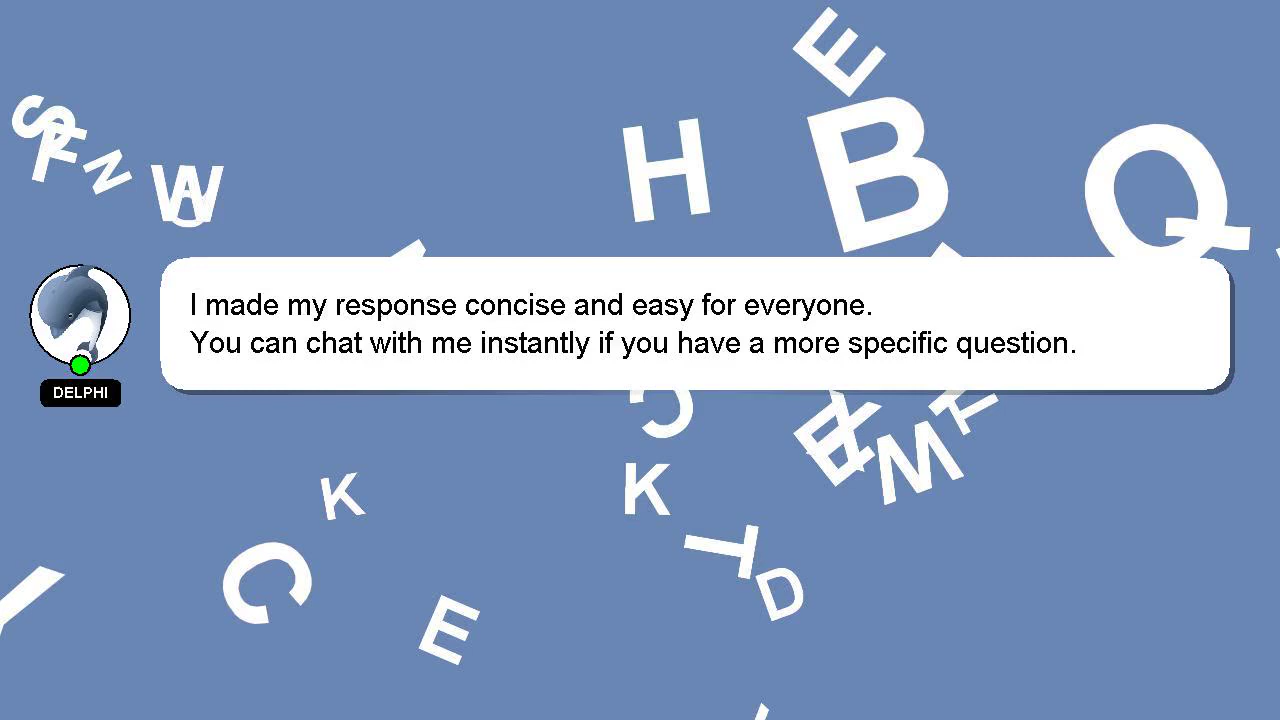 E
B
H
Q
S
F
N
W
I made my response concise and easy for everyone.
You can chat with me instantly if you have a more specific question.
DELPHI
C
E
M
K
K
T
D
C
E